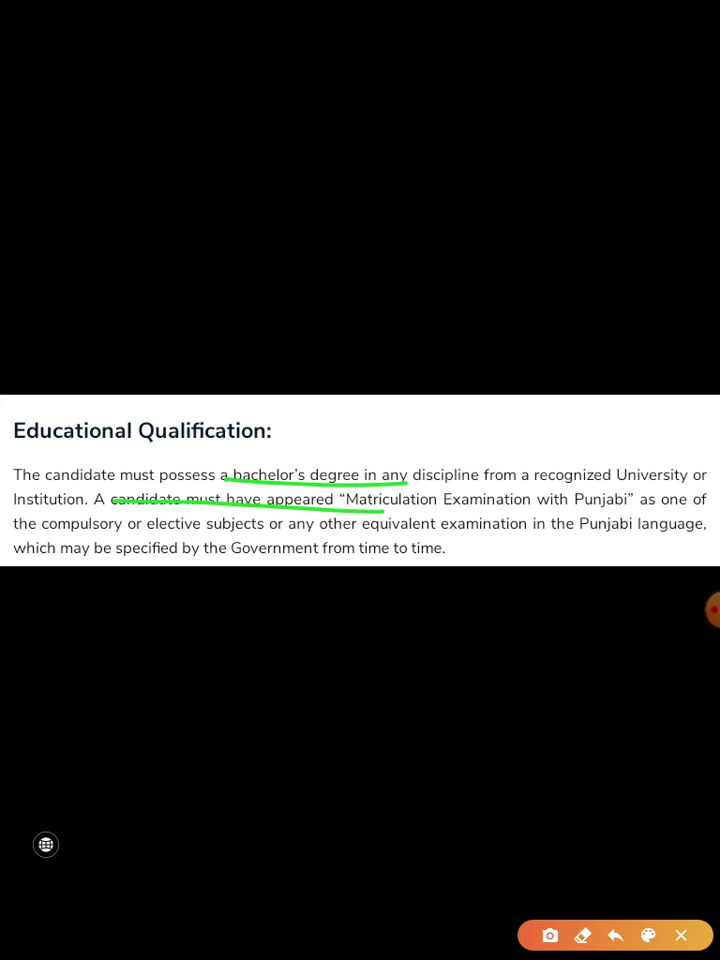 Educational Qualification:
The candidate must possess a bachelor’s degree in any discipline from a recognized University or
Institution. A candidate must have appeared “Matriculation Examination with Punjabi” as one of
the compulsory or elective subjects or any other equivalent examination in the Punjabi language,
which may be specified by the Government from time to time.